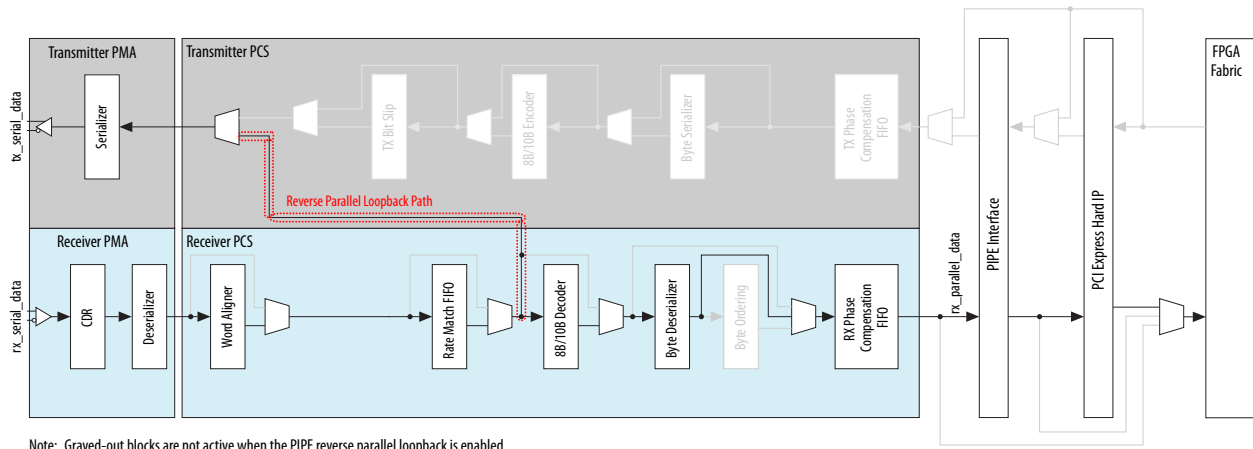 Transmitter PMA
Transmitter PCS
FPGA
Fabric
tx_serial_data
Serializer
TX Bit Slip
8B/10B Encoder
Byte Serializer
TX Phase
Compensation
FIFO
PIPE Interface
PCI Express Hard IP
Reverse Parallel Loopback Path
Receiver PMA
Receiver PCS
rx_serial_data
CDR
Deserializer
Word Aligner
Rate Match FIFO
8B/10B Decoder
Byte Deserializer
Byte Ordering
RX Phase
Compensation
FIFO
rx_parallel_data
Note: Grayed-out blocks are not active when the PIPE reverse parallel loopback is enabled